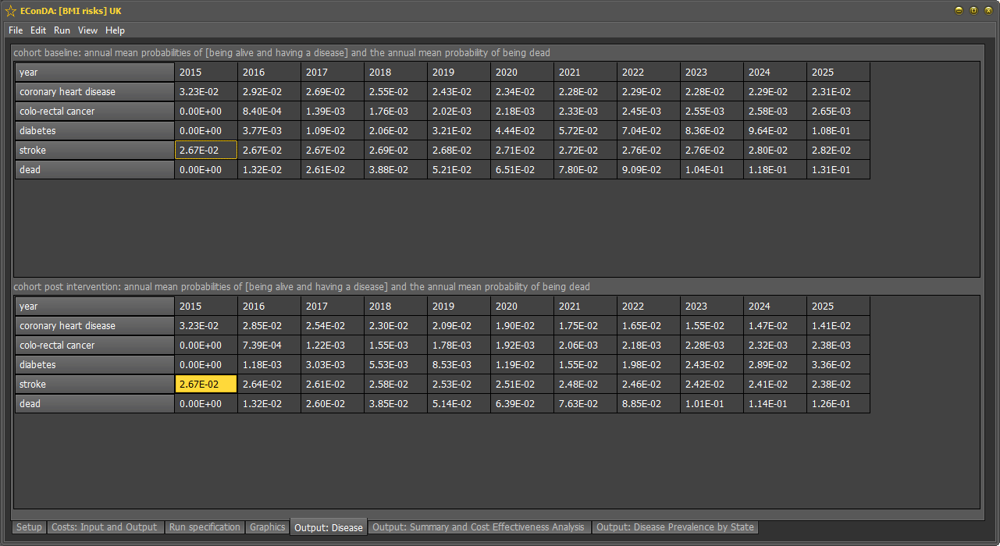 EConDA: [BMI risks] UK
File Edit Run View Help
cohort baseline: annual mean probabilities of [being alive and having a disease] and the annual mean probability of being dead
year 2015 2016 2017 2018 2019 2020 2021 2022 2023 2024 2025
coronary heart disease 3.23E-02 2.92E-02 2.69E-02 2.55E-02 2.43E-02 2.34E-02 2.28E-02 2.29E-02 2.28E-02 2.29E-02 2.31E-02
colo-rectal cancer 0.00E+00 8.40E-04 1.39E-03 1.76E-03 2.02E-03 2.18E-03 2.33E-03 2.45E-03 2.55E-03 2.58E-03 2.65E-03
diabetes 0.00E+00 3.77E-03 1.09E-02 2.06E-02 3.21E-02 4.44E-02 5.72E-02 7.04E-02 8.36E-02 9.64E-02 1.08E-01
stroke 2.67E-02 2.67E-02 2.67E-02 2.69E-02 2.68E-02 2.71E-02 2.72E-02 2.76E-02 2.76E-02 2.80E-02 2.82E-02
dead 0.00E+00 1.32E-02 2.61E-02 3.88E-02 5.21E-02 6.51E-02 7.80E-02 9.09E-02 1.04E-01 1.18E-01 1.31E-01
cohort post intervention: annual mean probabilities of [being alive and having a disease] and the annual mean probability of being dead
year 2015 2016 2017 2018 2019 2020 2021 2022 2023 2024 2025
coronary heart disease 3.23E-02 2.85E-02 2.54E-02 2.30E-02 2.09E-02 1.90E-02 1.75E-02 1.65E-02 1.55E-02 1.47E-02 1.41E-02
colo-rectal cancer 0.00E+00 7.39E-04 1.22E-03 1.55E-03 1.78E-03 1.92E-03 2.06E-03 2.18E-03 2.28E-03 2.32E-03 2.38E-03
diabetes 0.00E+00 1.18E-03 3.03E-03 5.53E-03 8.53E-03 1.19E-02 1.55E-02 1.98E-02 2.43E-02 2.89E-02 3.36E-02
stroke 2.67E-02 2.64E-02 2.61E-02 2.58E-02 2.53E-02 2.51E-02 2.48E-02 2.46E-02 2.42E-02 2.41E-02 2.38E-02
dead 0.00E+00 1.32E-02 2.60E-02 3.85E-02 5.14E-02 6.39E-02 7.63E-02 8.85E-02 1.01E-01 1.14E-01 1.26E-01
Setup Costs: Input and Output Run specification Graphics Output: Disease Output: Summary and Cost Effectiveness Analysis Output: Disease Prevalence by State